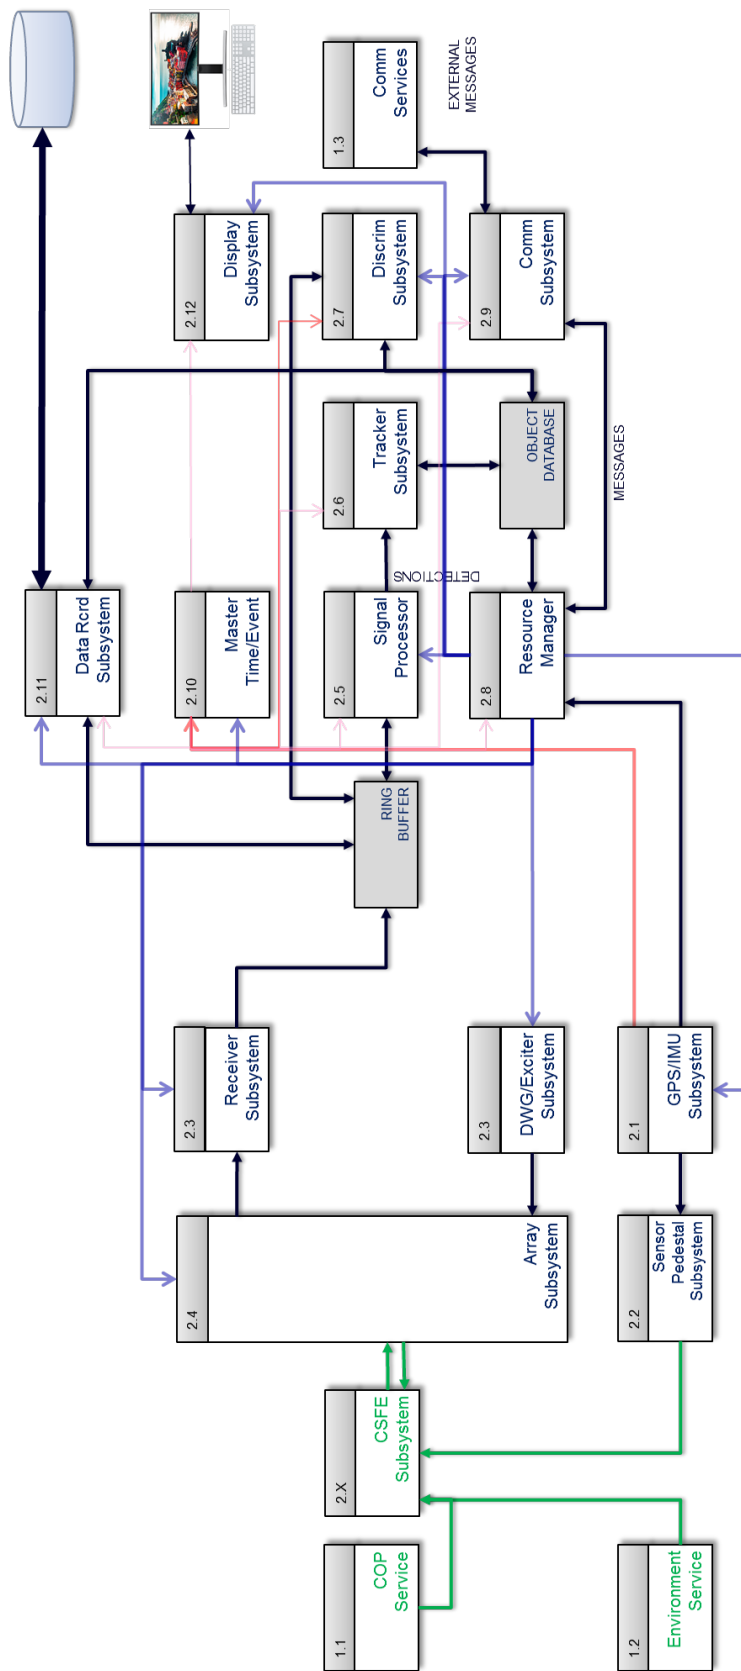 1.1
COP
Service
1.2
Environment
Service
2.X
CSFE
Subsystem
2.4
Array
Subsystem
2.2
Sensor
Pedestal
Subsystem
2.3
Receiver
Subsystem
2.3
DWG/Exciter
Subsystem
2.1
GPS/IMU
Subsystem
RING
BUFFER
2.11
Data Rcrd
Subsystem
2.10
Master
Time/Event
2.5
Signal
Processor
2.8
Resource
Manager
DETECTIONS
2.6
Tracker
Subsystem
OBJECT
DATABASE
MESSAGES
2.12
Display
Subsystem
2.7
Discrim
Subsystem
2.9
Comm
Subsystem
1.3
Comm
Services
EXTERNAL
MESSAGES